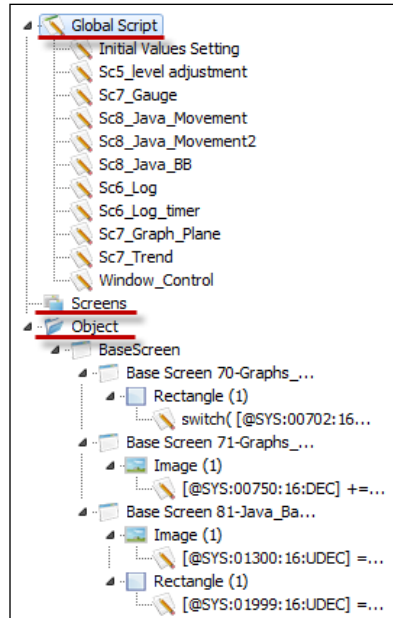 Global Script
Initial Values Setting
Sc5_level adjustment
Sc7_Gauge
Sc8_Java_Movement
Sc8_Java_Movement2
Sc8_Java_BB
Sc6_Log
Sc6_Log_timer
Sc7_Graph_Plane
Sc7_Trend
Window_Control
Screens
Object
BaseScreen
Base Screen 70-Graphs_...
Rectangle (1)
switch( [@SYS:00702:16...
Base Screen 71-Graphs_...
Image (1)
[@SYS:00750:16:DEC] +=...
Base Screen 81-Java_Ba...
Image (1)
[@SYS:01300:16:UDEC] =...
Rectangle (1)
[@SYS:01999:16:UDEC] =...